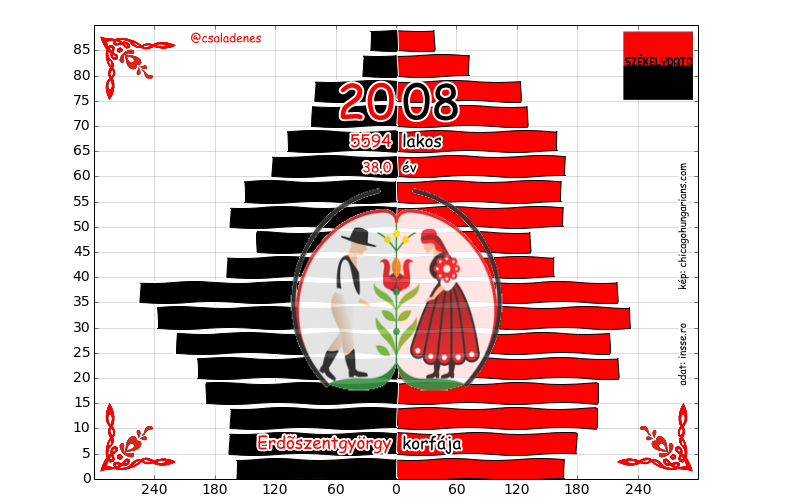 @csaladenes
SZÉKELYDATA
2008
5594 lakos
38.0 év
Erdőszentgyörgy korfája
kép: chicagohungarians.com
adat: insse.ro
85
80
75
70
65
60
55
50
45
40
35
30
25
20
15
10
5
0
240 180 120 60 0 60 120 180 240